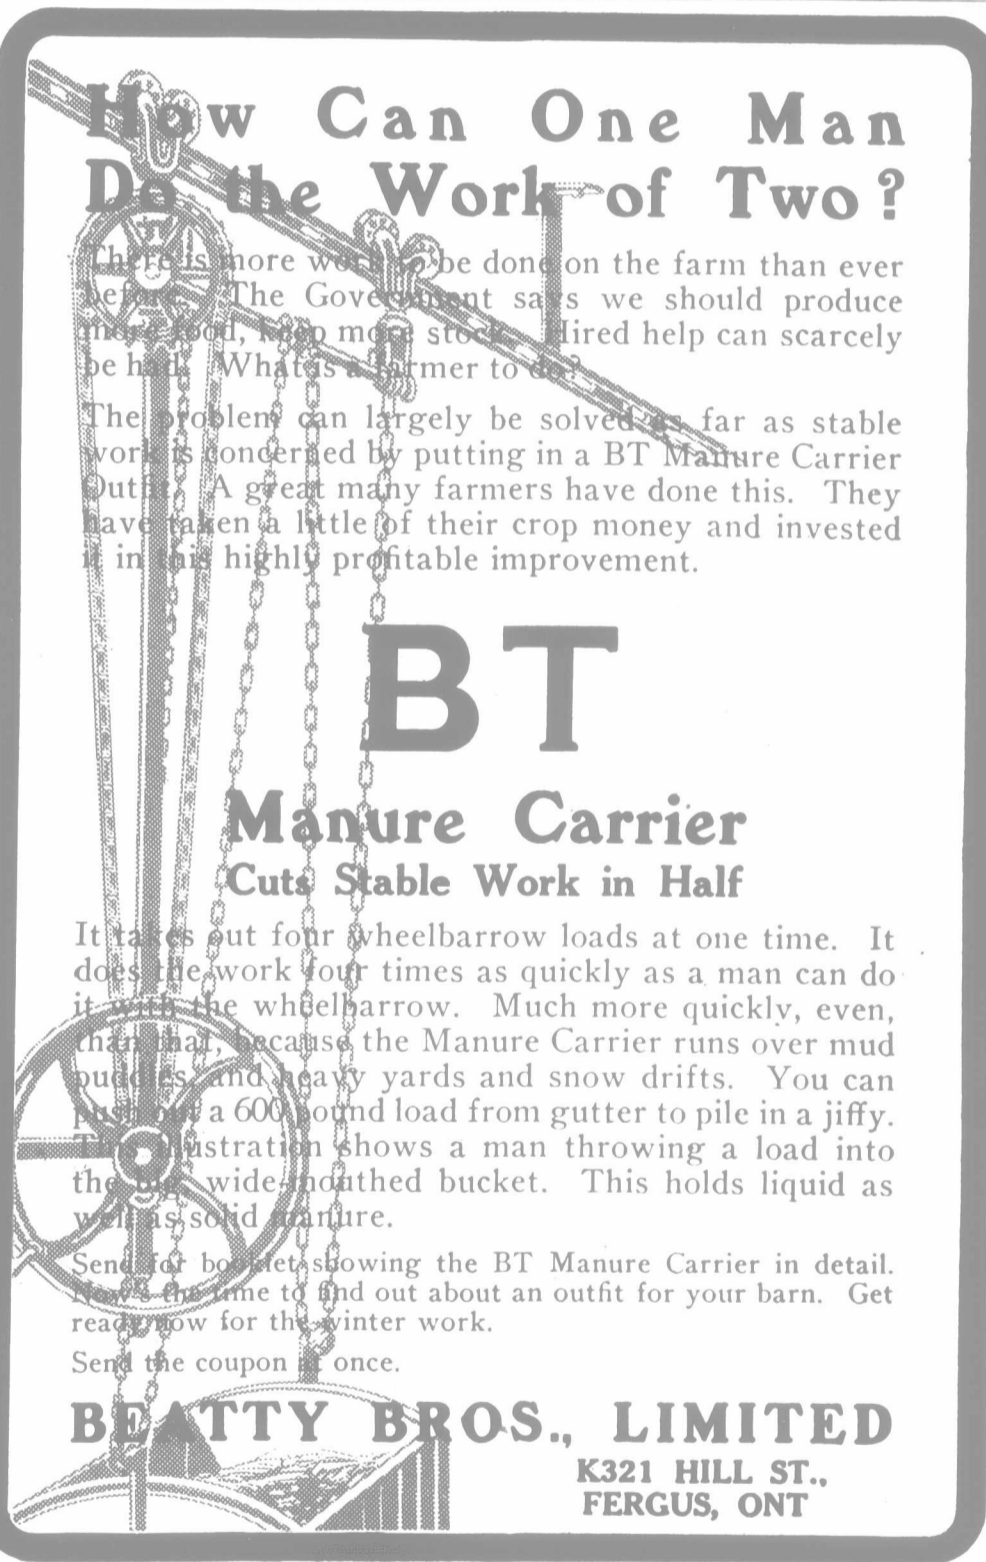 How Can One Man
Do the Work of Two?
There is more work to be done on the farm than ever
before. The Government says we should produce
more food, keep more stock. Hired help can scarcely
be had. What is a farmer to do?
The problem can largely be solved as far as stable
work is concerned by putting in a BT Manure Carrier
Outfit. A great many farmers have done this. They
have taken a little of their crop money and invested
it in this highly profitable improvement.
BT
Manure Carrier
Cuts Stable Work in Half
It takes out four wheelbarrow loads at one time. It
does the work four times as quickly as a man can do
it with the wheelbarrow. Much more quickly, even,
than that, because the Manure Carrier runs over mud
puddles, and heavy yards and snow drifts. You can
push out a 600 pound load from gutter to pile in a jiffy.
This illustration shows a man throwing a load into
the big, wide-mouthed bucket. This holds liquid as
well as solid manure.
Send for booklet showing the BT Manure Carrier in detail.
Now's the time to find out about an outfit for your barn. Get
ready now for the winter work.
Send the coupon at once.
BEATTY BROS., LIMITED
K321 HILL ST.,
FERGUS, ONT